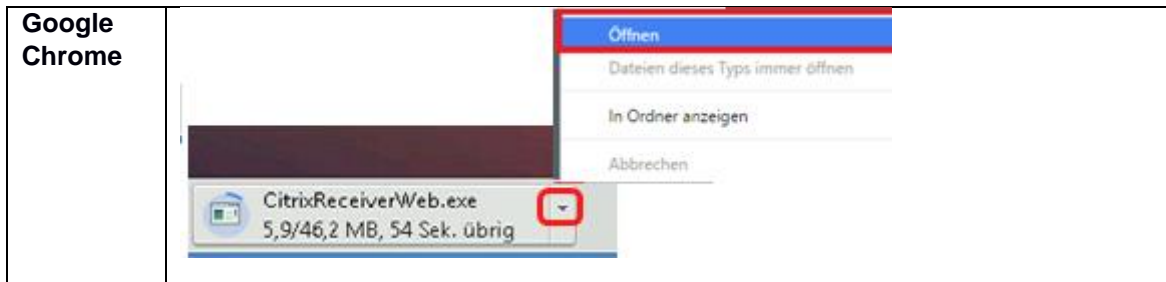 Google
Chrome
Öffnen
Dateien dieses Typs immer öffnen
In Ordner anzeigen
Abbrechen
CitrixReceiverWeb.exe
5,9/46,2 MB, 54 Sek. übrig